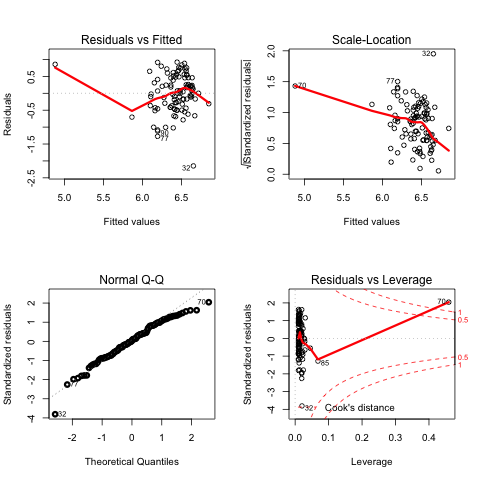 Residuals vs Fitted
Residuals
0.5
-0.5
-1.5
-2.5
77
32
5.0 5.5 6.0 6.5
Fitted values
Scale-Location
√|Standardized residuals|
2.0
1.5
1.0
0.5
0.0
32
77
70
5.0 5.5 6.0 6.5
Fitted values
Normal Q-Q
Standardized residuals
2
1
0
-1
-2
-3
-4
70
77
32
-2 -1 0 1 2
Theoretical Quantiles
Residuals vs Leverage
Standardized residuals
2
1
0
-1
-2
-3
-4
70
85
32
1
0.5
0.5
1
Cook's distance
0.0 0.1 0.2 0.3 0.4
Leverage